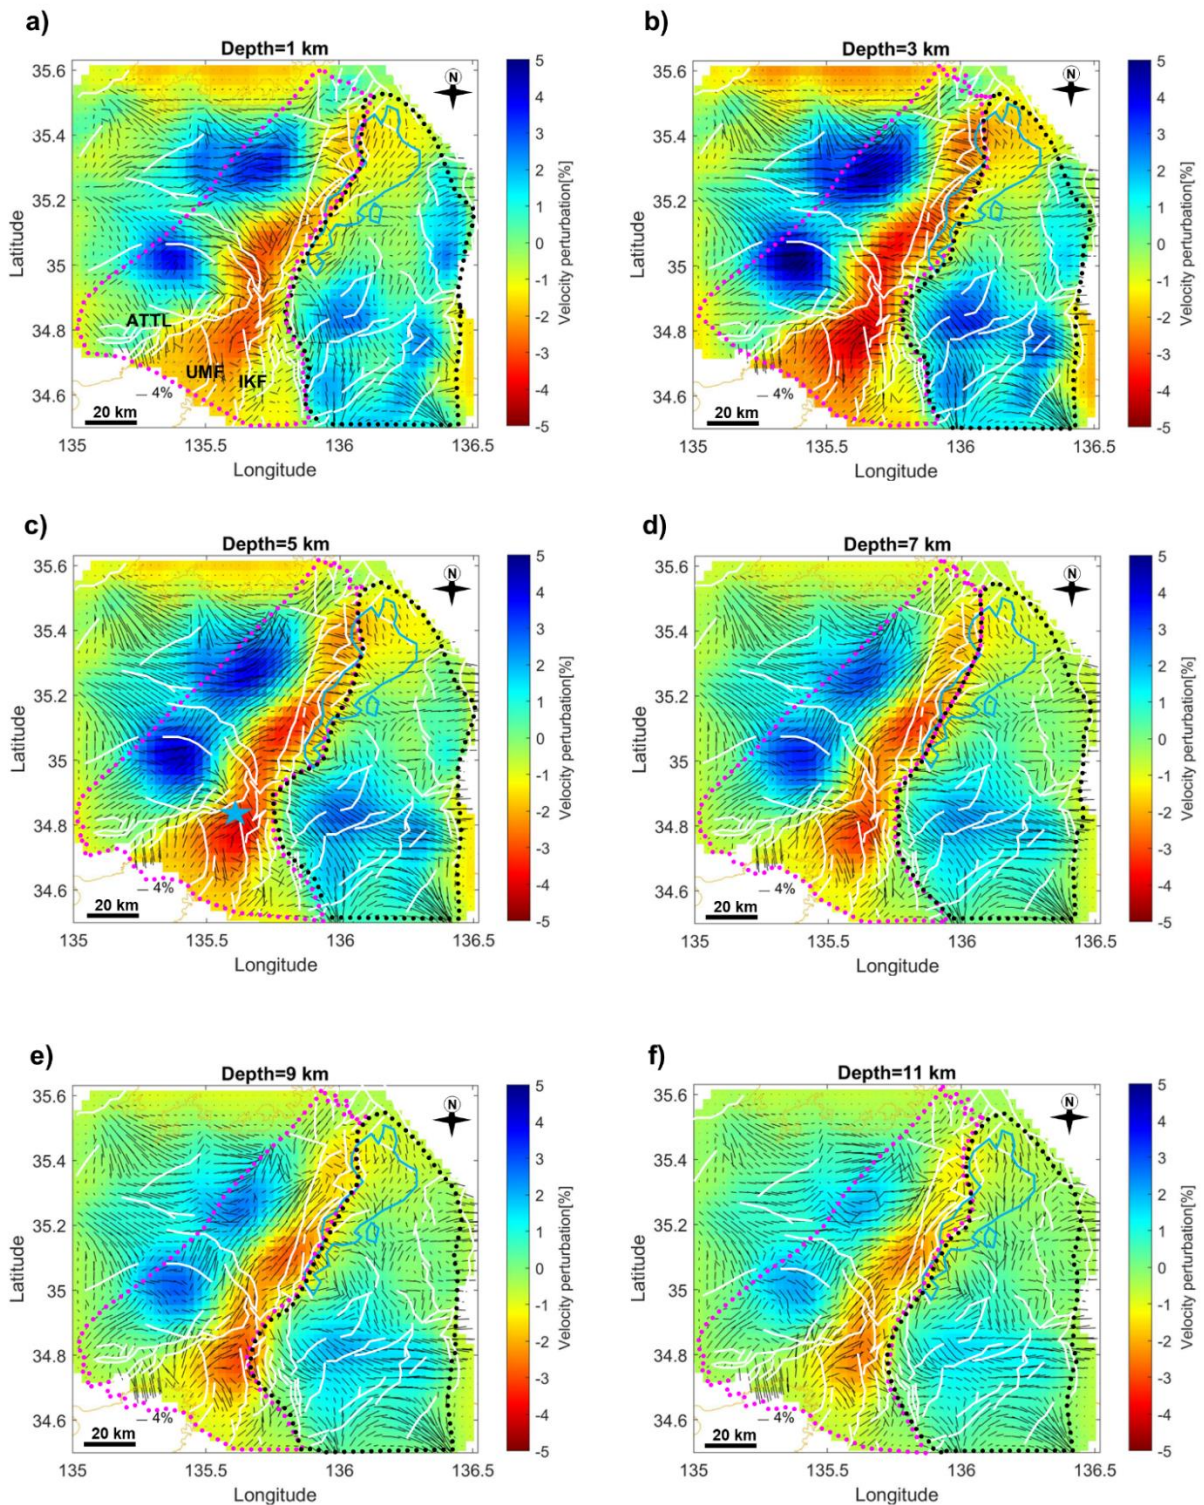 a)
Depth=1 km
35.6
35.4
35.2
35
34.8
34.6
Latitude
N
ATTL
UMF
IKF
4%
20 km
135
135.5
136
136.5
Longitude
5
4
3
2
1
0
-1
-2
-3
-4
-5
Velocity perturbation[%]
b)
Depth=3 km
35.6
35.4
35.2
35
34.8
34.6
Latitude
N
4%
20 km
135
135.5
136
136.5
Longitude
5
4
3
2
1
0
-1
-2
-3
-4
-5
Velocity perturbation[%]
c)
Depth=5 km
35.6
35.4
35.2
35
34.8
34.6
Latitude
N
4%
20 km
135
135.5
136
136.5
Longitude
5
4
3
2
1
0
-1
-2
-3
-4
-5
Velocity perturbation[%]
d)
Depth=7 km
35.6
35.4
35.2
35
34.8
34.6
Latitude
N
4%
20 km
135
135.5
136
136.5
Longitude
5
4
3
2
1
0
-1
-2
-3
-4
-5
Velocity perturbation[%]
e)
Depth=9 km
35.6
35.4
35.2
35
34.8
34.6
Latitude
N
4%
20 km
135
135.5
136
136.5
Longitude
5
4
3
2
1
0
-1
-2
-3
-4
-5
Velocity perturbation[%]
f)
Depth=11 km
35.6
35.4
35.2
35
34.8
34.6
Latitude
N
4%
20 km
135
135.5
136
136.5
Longitude
5
4
3
2
1
0
-1
-2
-3
-4
-5
Velocity perturbation[%]